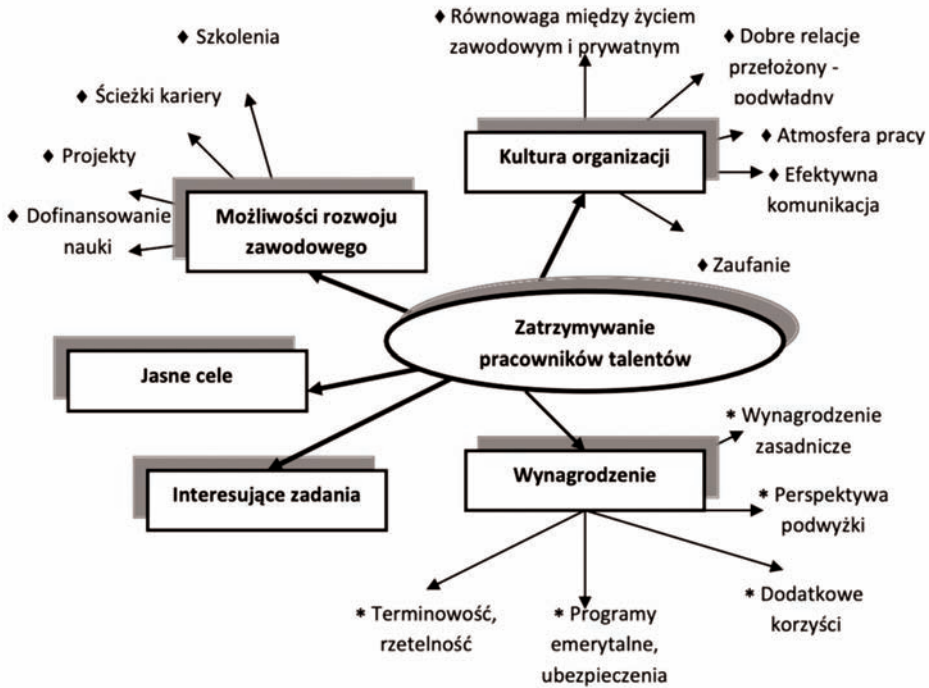 ♦ Szkolenia
♦ Ścieżki kariery
♦ Projekty
♦ Dofinansowanie
nauki
Możliwości rozwoju
zawodowego
♦ Równowaga między życiem
zawodowym i prywatnym
♦ Dobre relacje
przełożony -
podwładny
♦ Atmosfera pracy
♦ Efektywna
komunikacja
Kultura organizacji
♦ Zaufanie
Zatrzymywanie
pracowników talentów
Jasne cele
Interesujące zadania
Wynagrodzenie
* Wynagrodzenie
zasadnicze
* Perspektywa
podwyżki
* Dodatkowe
korzyści
* Programy
emerytalne,
ubezpieczenia
* Terminowość,
rzetelność